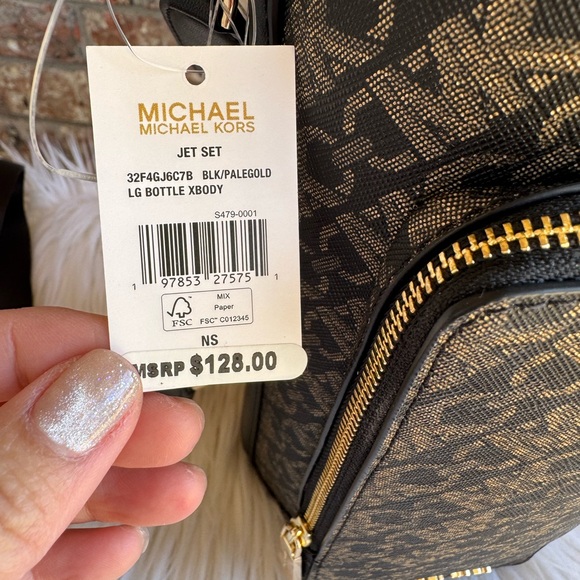 MICHAEL
MICHAEL KORS
JET SET
32F4GJ6C7B BLK/PALEGOLD
LG BOTTLE XBODY
S479-0001
1 97853 27575 1
MIX
Paper
FSC™ C012345
FSC
NS
MSRP $128.00